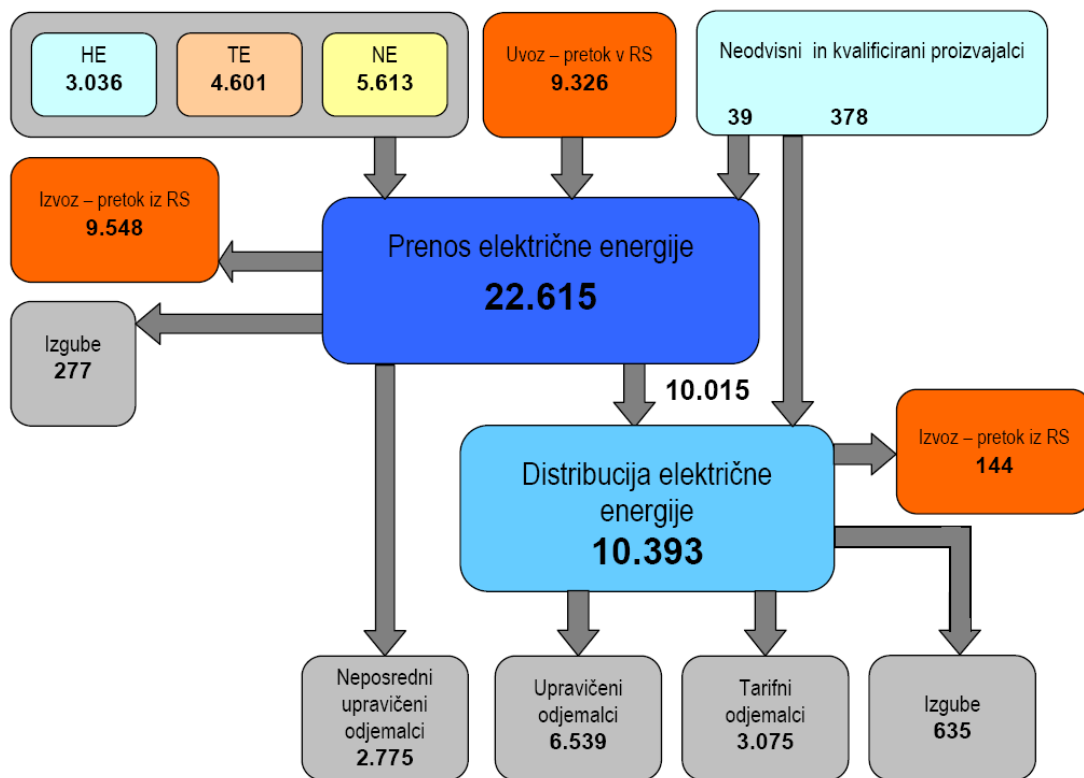 HE
3.036
TE
4.601
NE
5.613
Uvoz – pretok v RS
9.326
Neodvisni in kvalificirani proizvajalci
39
378
Izvoz – pretok iz RS
9.548
Prenos električne energije
22.615
Izgube
277
10.015
Izvoz – pretok iz RS
144
Distribucija električne
energije
10.393
Neposredni
upravičeni
odjemalci
2.775
Upravičeni
odjemalci
6.539
Tarifni
odjemalci
3.075
Izgube
635